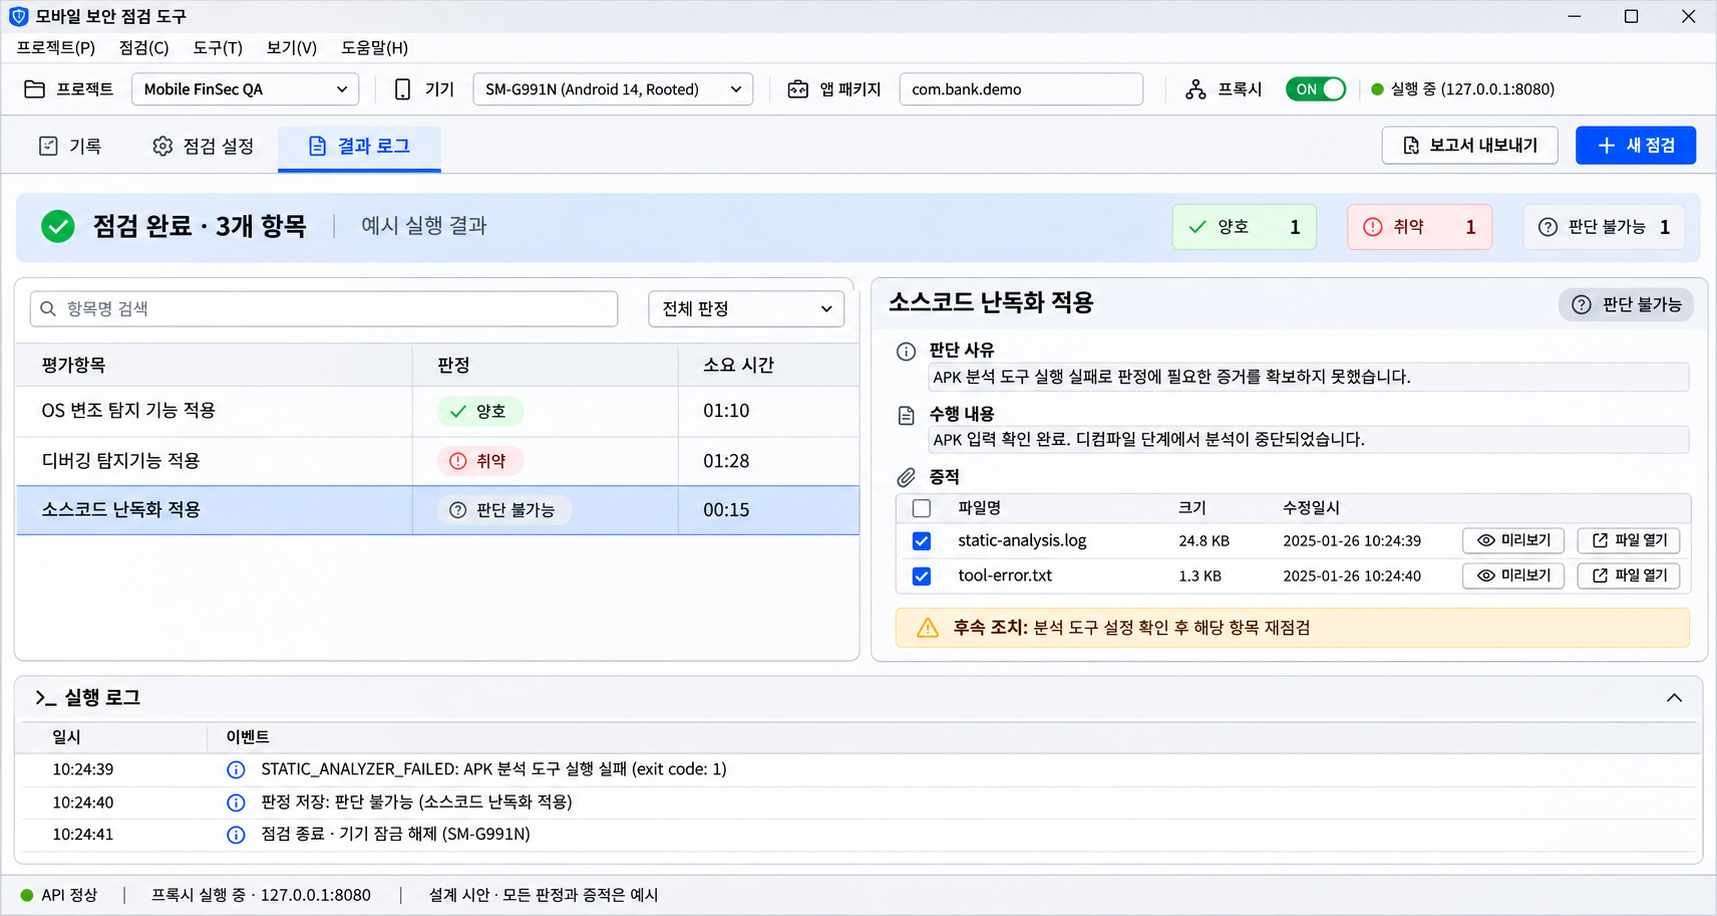 모바일 보안 점검 도구
프로젝트(P) 점검(C) 도구(T) 보기(V) 도움말(H)
프로젝트 Mobile FinSec QA 기기 SM-G991N (Android 14, Rooted) 앱 패키지 com.bank.demo 프록시 ON 실행 중 (127.0.0.1:8080)
기록 점검 설정 결과 로그 보고서 내보내기 새 점검
점검 완료 · 3개 항목 예시 실행 결과 양호 1 취약 1 판단 불가능 1
항목명 검색 전체 판정
평가항목 판정 소요 시간
OS 변조 탐지 기능 적용 양호 01:10
디버깅 탐지기능 적용 취약 01:28
소스코드 난독화 적용 판단 불가능 00:15
소스코드 난독화 적용 판단 불가능
판단 사유
APK 분석 도구 실행 실패로 판정에 필요한 증거를 확보하지 못했습니다.
수행 내용
APK 입력 확인 완료. 디컴파일 단계에서 분석이 중단되었습니다.
증적
파일명 크기 수정일시
static-analysis.log 24.8 KB 2025-01-26 10:24:39 미리보기 파일 열기
tool-error.txt 1.3 KB 2025-01-26 10:24:40 미리보기 파일 열기
후속 조치: 분석 도구 설정 확인 후 해당 항목 재점검
실행 로그
일시 이벤트
10:24:39 STATIC_ANALYZER_FAILED: APK 분석 도구 실행 실패 (exit code: 1)
10:24:40 판정 저장: 판단 불가능 (소스코드 난독화 적용)
10:24:41 점검 종료 · 기기 잠금 해제 (SM-G991N)
API 정상 프록시 실행 중 · 127.0.0.1:8080 설계 시안 · 모든 판정과 증적은 예시